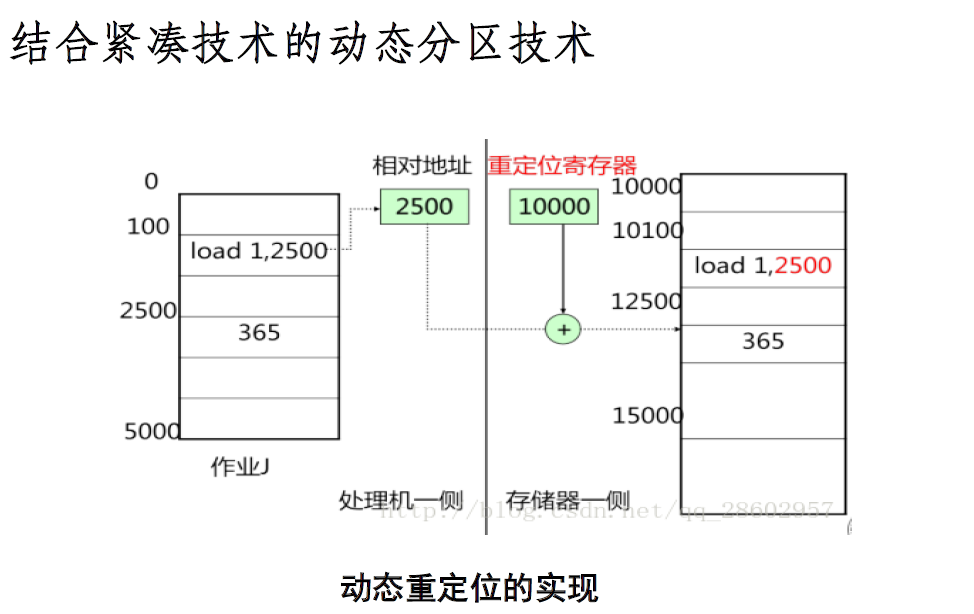 结合紧凑技术的动态分区技术
相对地址
重定位寄存器
0
2500
10000
10000
100
10100
load 1,2500
load 1,2500
2500
12500
365
365
15000
5000
作业J
处理机一侧
存储器一侧
http://blog.csdn.net/qq_28602957
+
动态重定位的实现